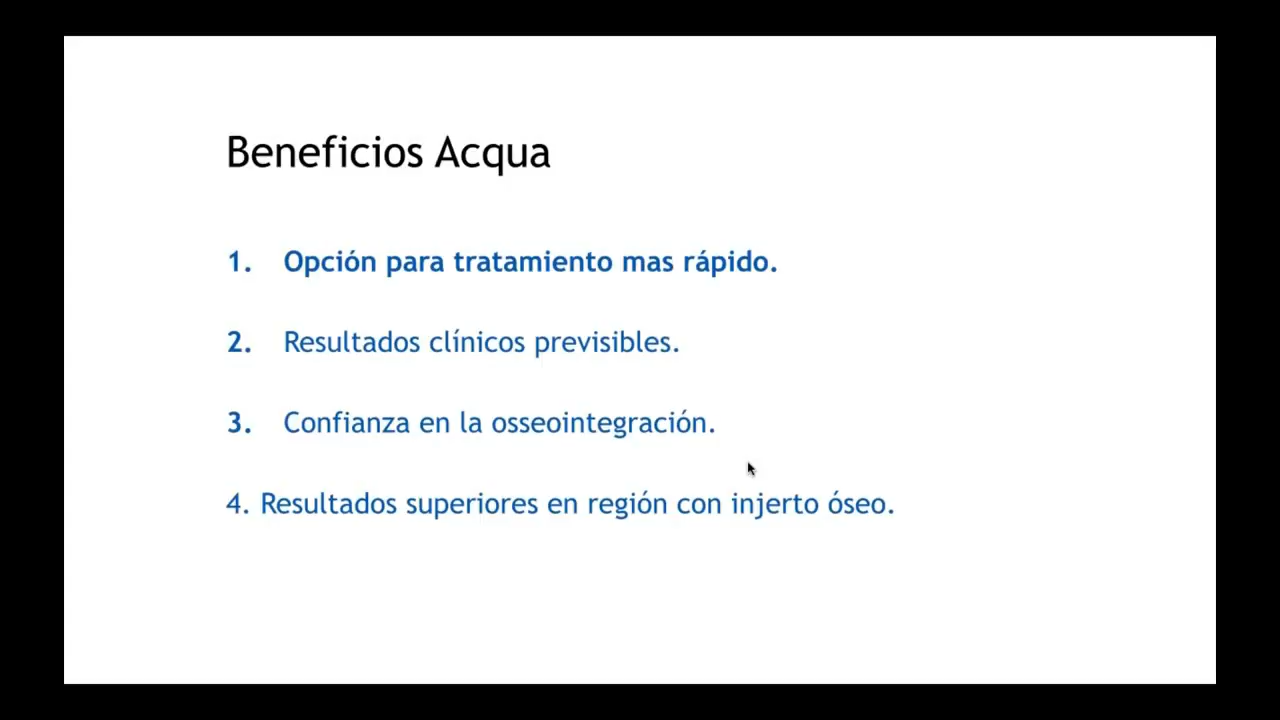 Beneficios Acqua
1. Opción para tratamiento mas rápido.
2. Resultados clínicos previsibles.
3. Confianza en la osseointegración.
4. Resultados superiores en región con injerto óseo.